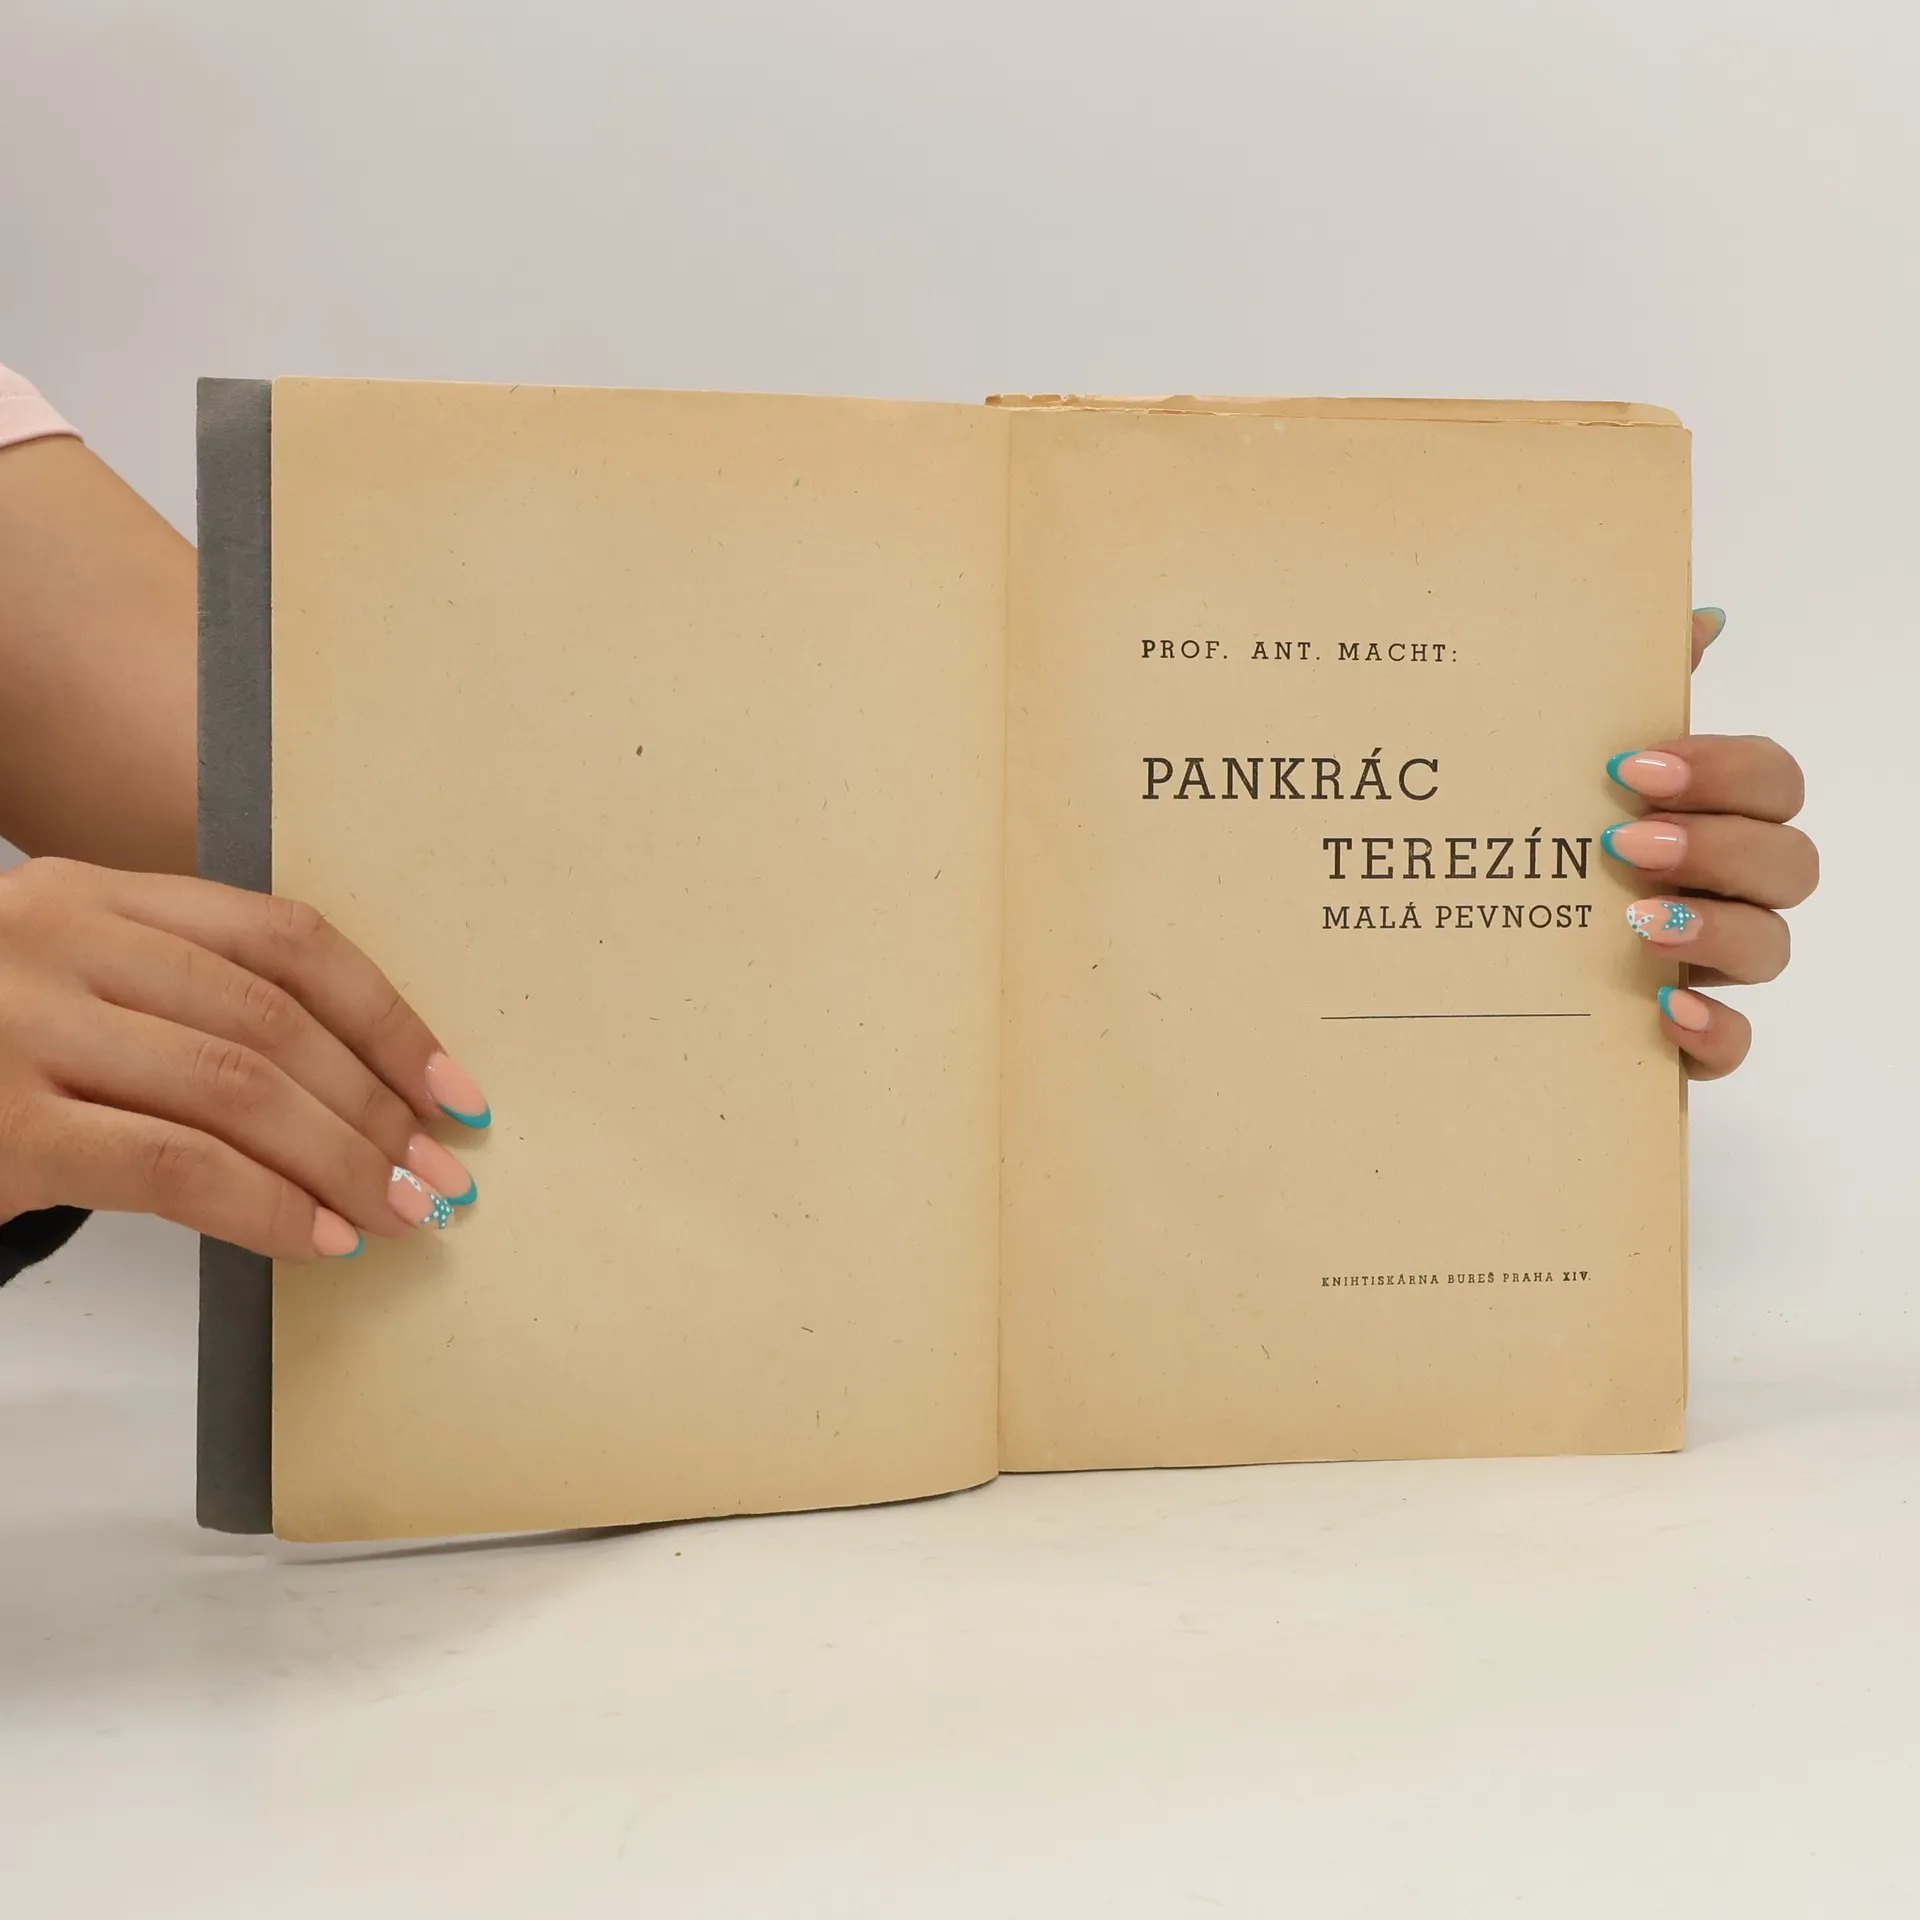 PROF. ANT. MACHT:
PANKRÁC
TEREZÍN
MALÁ PEVNOST
KNIHTISKÁRNA BUREŠ PRAHA XIV.